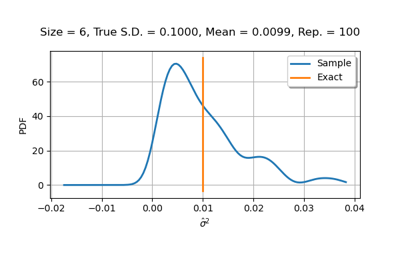 Size = 6, True S.D. = 0.1000, Mean = 0.0099, Rep. = 100
Sample
Exact
PDF
60
40
20
0
−0.02 −0.01 0.00 0.01 0.02 0.03 0.04
σ̂²